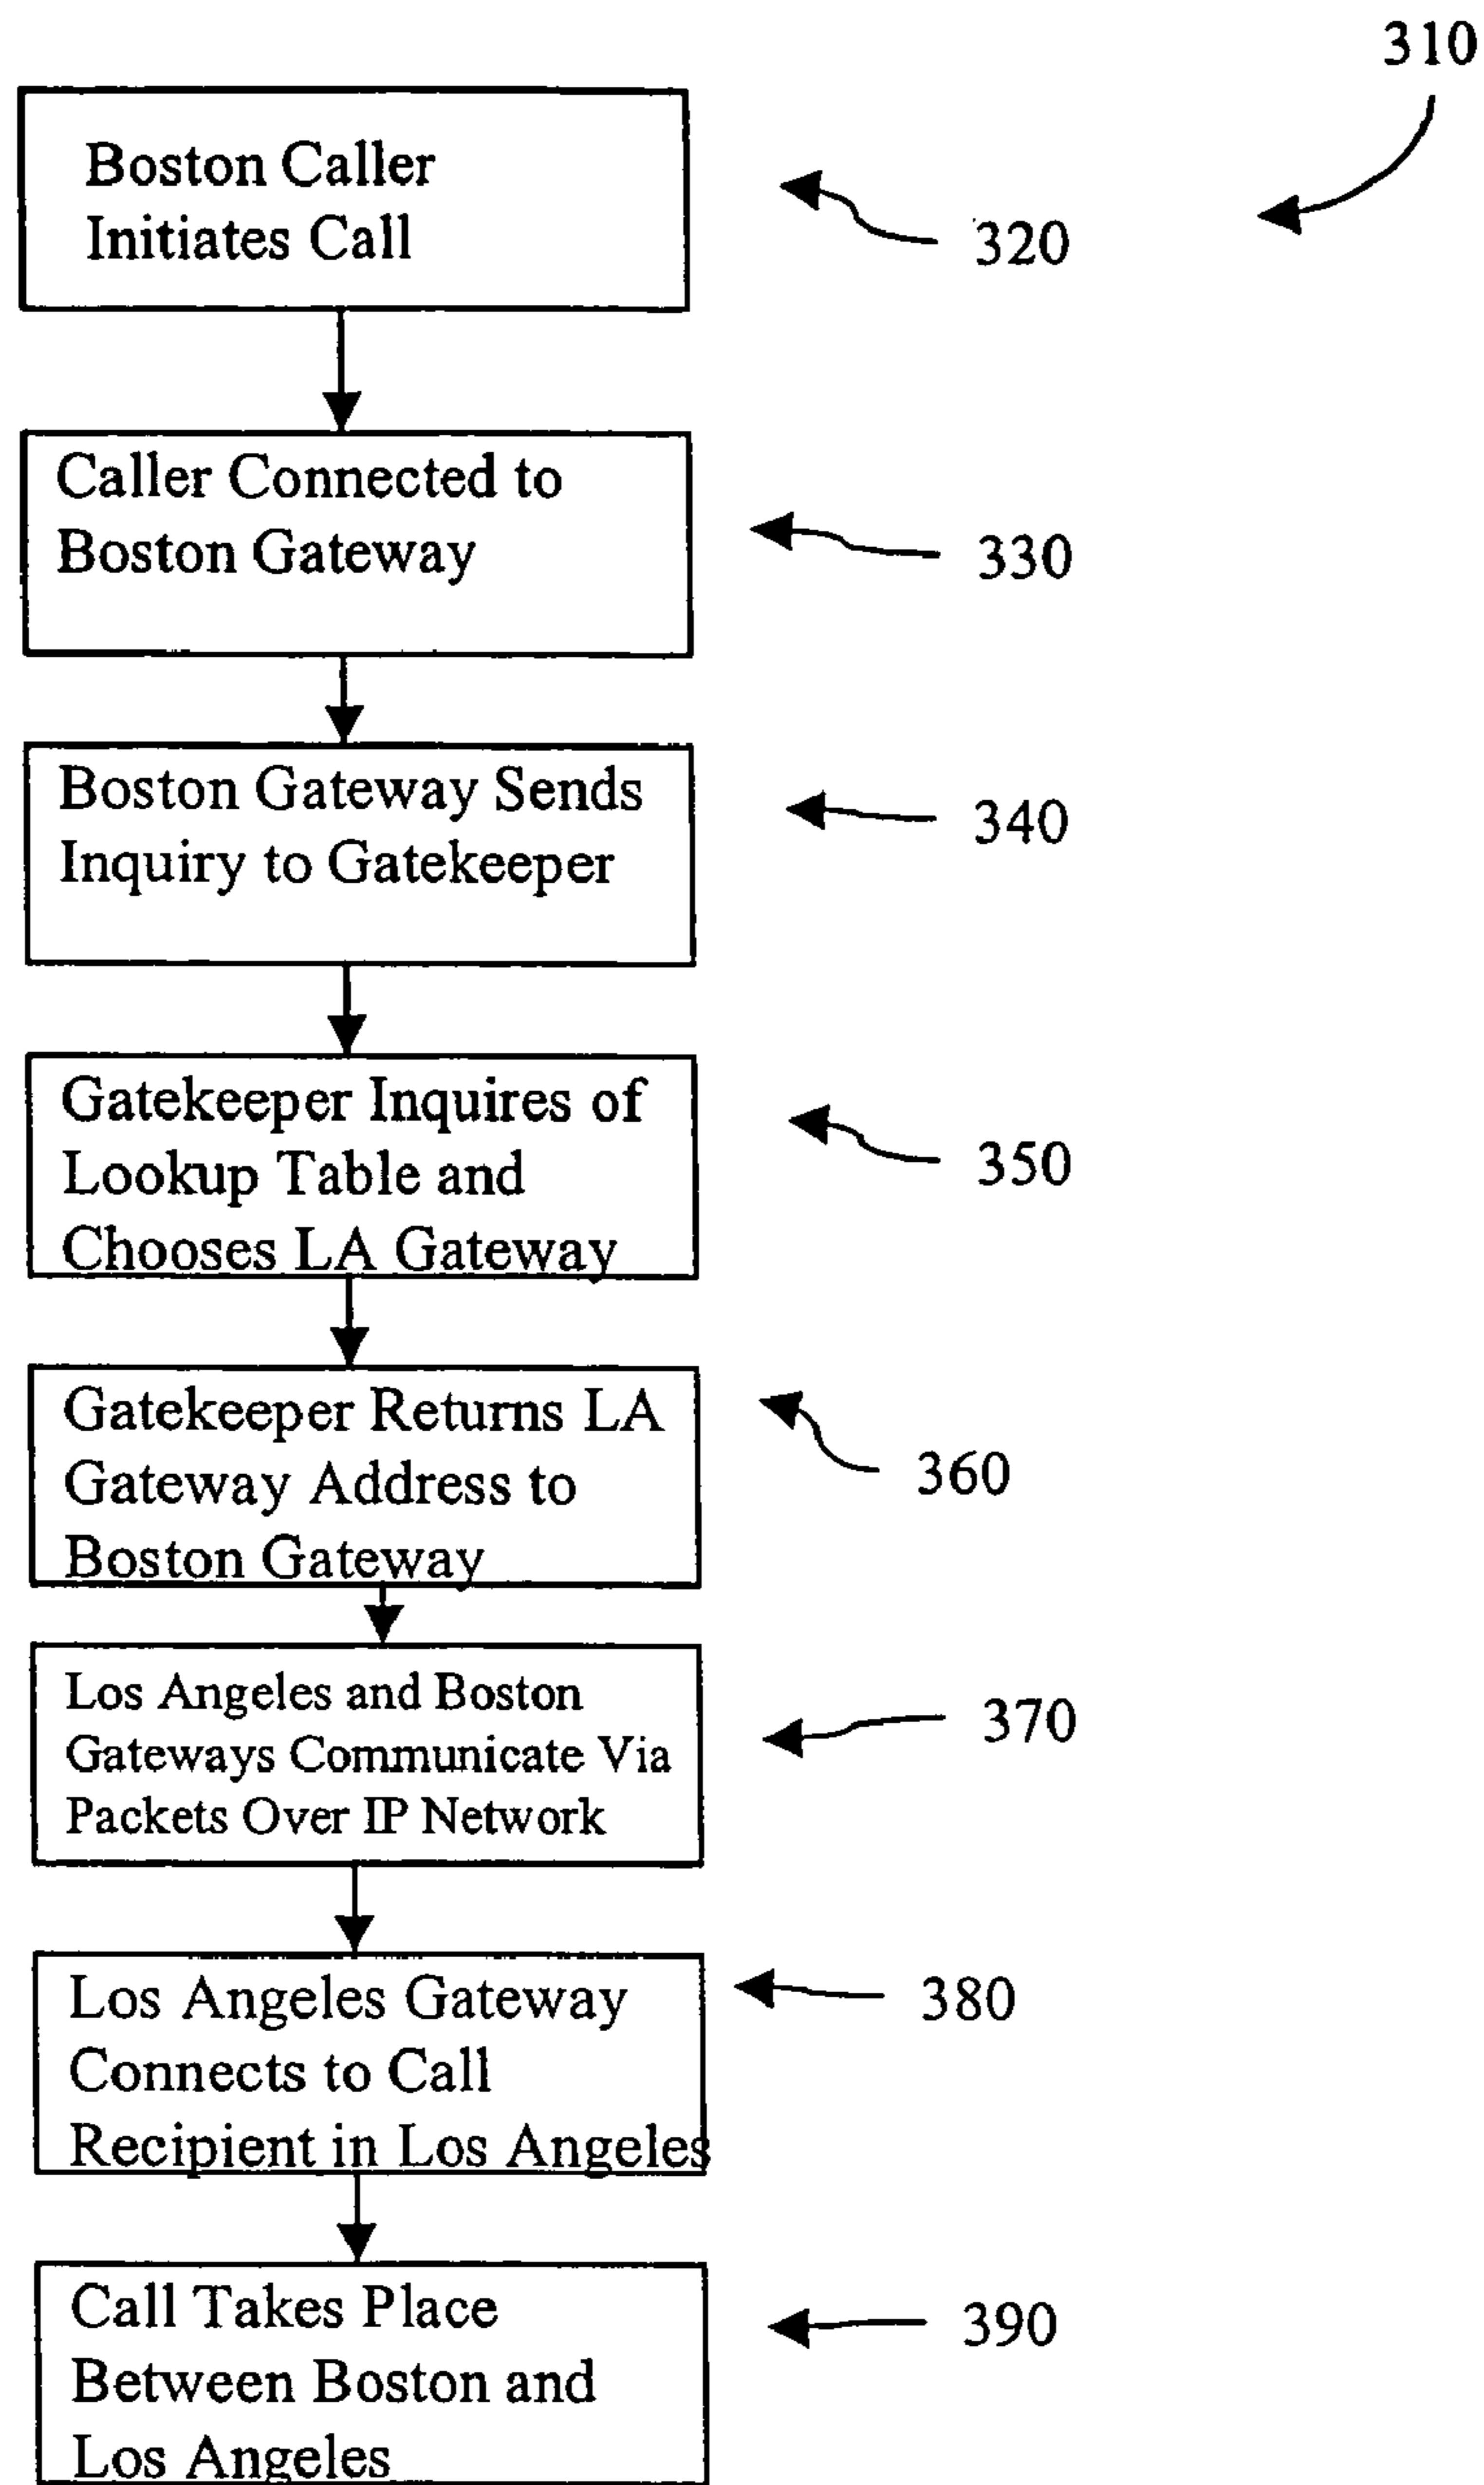 310
Boston Caller
Initiates Call
320
Caller Connected to
Boston Gateway
330
Boston Gateway Sends
Inquiry to Gatekeeper
340
Gatekeeper Inquires of
Lookup Table and
Chooses LA Gateway
350
Gatekeeper Returns LA
Gateway Address to
Boston Gateway
360
Los Angeles and Boston
Gateways Communicate Via
Packets Over IP Network
370
Los Angeles Gateway
Connects to Call
Recipient in Los Angeles
380
Call Takes Place
Between Boston and
Los Angeles
390